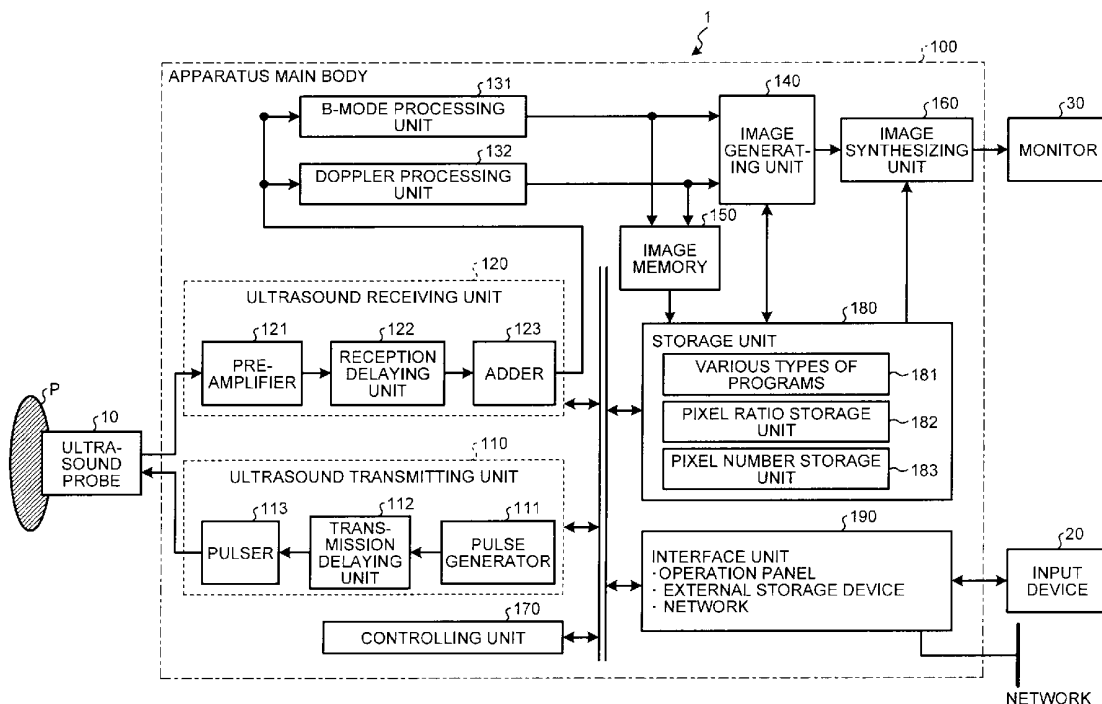 1
100
APPARATUS MAIN BODY
131
B-MODE PROCESSING
UNIT
132
DOPPLER PROCESSING
UNIT
140
IMAGE
GENERAT-
ING UNIT
160
IMAGE
SYNTHESIZING
UNIT
30
MONITOR
150
IMAGE
MEMORY
120
ULTRASOUND RECEIVING UNIT
121
PRE-
AMPLIFIER
122
RECEPTION
DELAYING
UNIT
123
ADDER
180
STORAGE UNIT
VARIOUS TYPES OF
PROGRAMS
181
PIXEL RATIO STORAGE
UNIT
182
PIXEL NUMBER STORAGE
UNIT
183
P
10
ULTRA-
SOUND
PROBE
110
ULTRASOUND TRANSMITTING UNIT
113
PULSER
112
TRANS-
MISSION
DELAYING
UNIT
111
PULSE
GENERATOR
170
CONTROLLING UNIT
190
INTERFACE UNIT
· OPERATION PANEL
· EXTERNAL STORAGE DEVICE
· NETWORK
20
INPUT
DEVICE
NETWORK